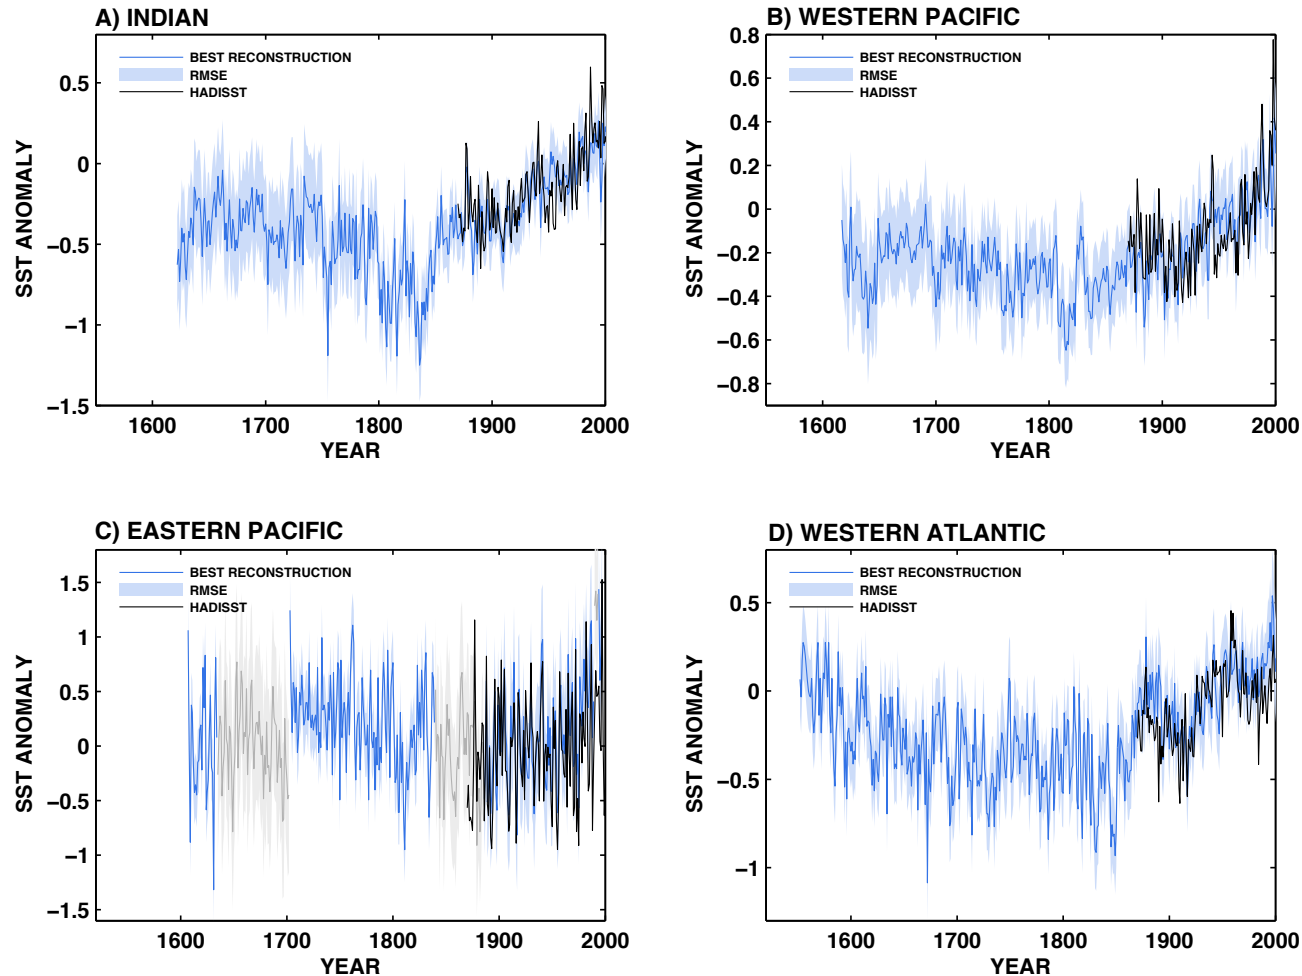 A) INDIAN
BEST RECONSTRUCTION
RMSE
HADISST
0.5
0
−0.5
−1
−1.5
SST ANOMALY
1600 1700 1800 1900 2000
YEAR
B) WESTERN PACIFIC
BEST RECONSTRUCTION
RMSE
HADISST
0.8
0.6
0.4
0.2
0
−0.2
−0.4
−0.6
−0.8
SST ANOMALY
1600 1700 1800 1900 2000
YEAR
C) EASTERN PACIFIC
BEST RECONSTRUCTION
RMSE
HADISST
1.5
1
0.5
0
−0.5
−1
−1.5
SST ANOMALY
1600 1700 1800 1900 2000
YEAR
D) WESTERN ATLANTIC
BEST RECONSTRUCTION
RMSE
HADISST
0.5
0
−0.5
−1
SST ANOMALY
1600 1700 1800 1900 2000
YEAR